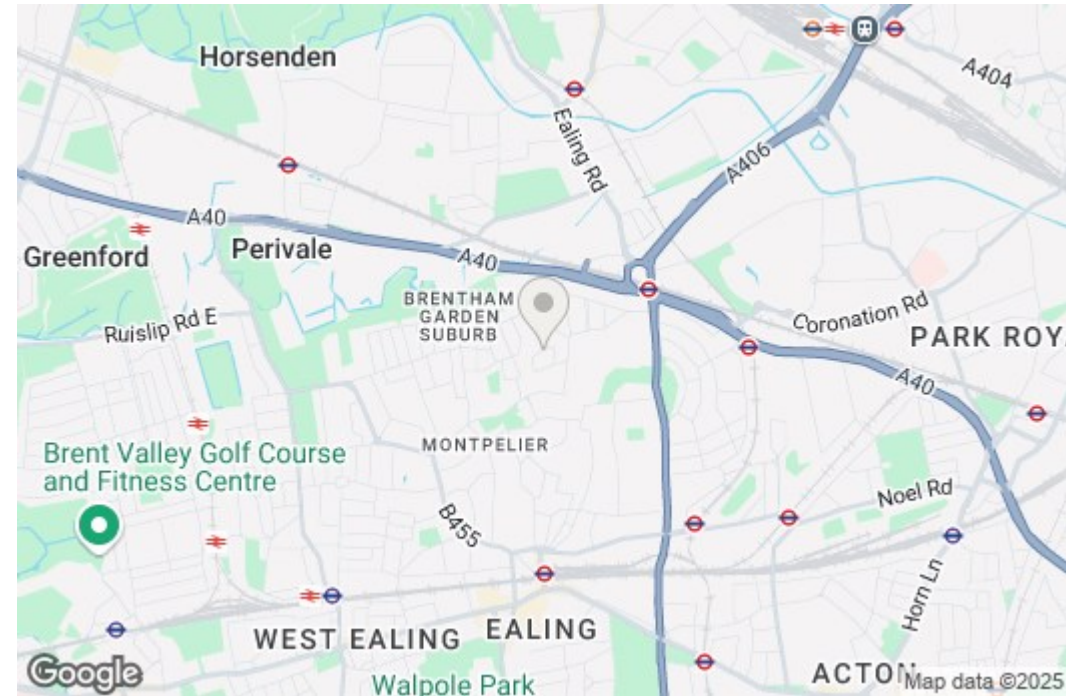 Horsenden
A404
Ealing Rd
A406
A40
Greenford
Perivale
A40
BRENTHAM
GARDEN
SUBURB
Ruislip Rd E
Coronation Rd
PARK ROYA
A40
MONTPELIER
Brent Valley Golf Course
and Fitness Centre
Noel Rd
B455
Horn Ln
WEST EALING
EALING
ACTON
Walpole Park
Google
Map data ©2025